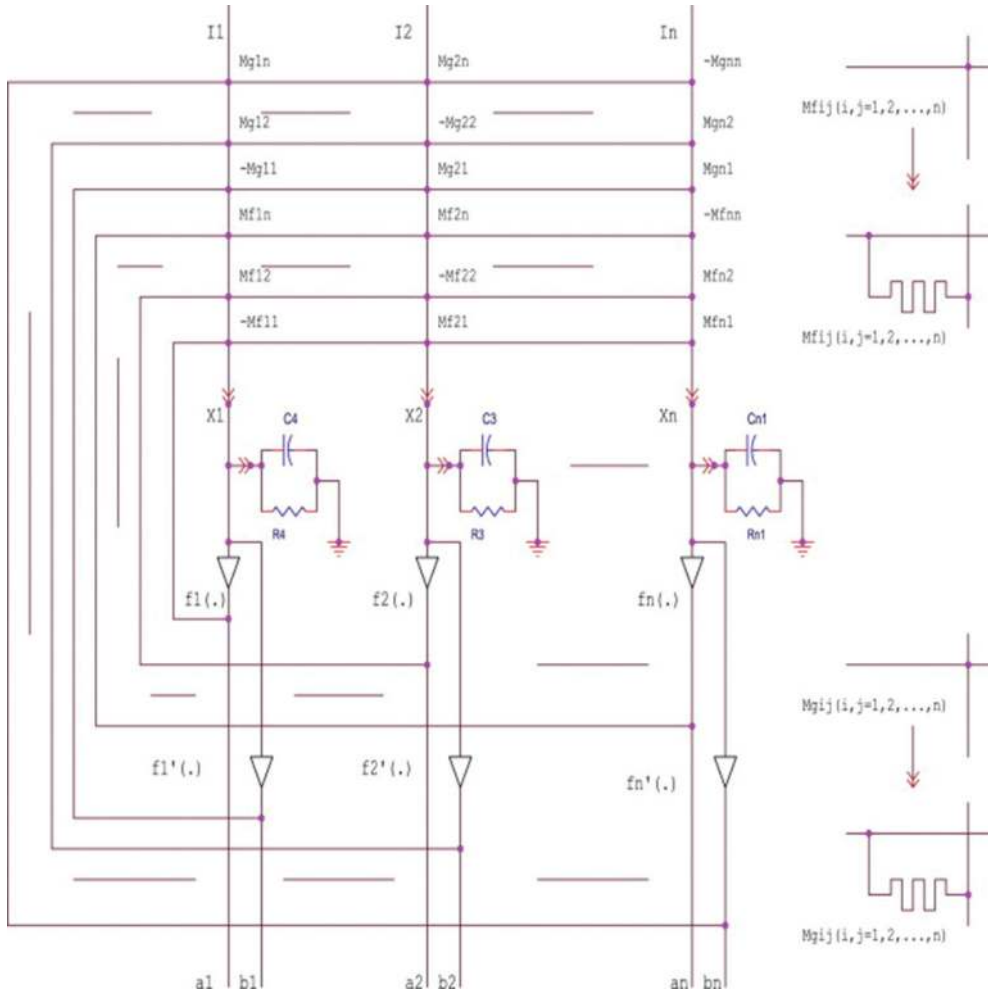 I1 I2 In
Mg1n Mg2n -Mgnn
Mfij(i,j=1,2,...,n)
Mg12 -Mg22 Mgn2
-Mg11 Mg21 Mgn1
Mf1n Mf2n -Mfnn
Mf12 -Mf22 Mfn2
-Mf11 Mf21 Mfn1
Mfij(i,j=1,2,...,n)
X1 C4 X2 C3 Xn Cn1
R4 R3 Rn1
f1(.) f2(.) fn(.)
Mgij(i,j=1,2,...,n)
f1'(.) f2'(.) fn'(.)
Mgij(i,j=1,2,...,n)
a1 b1 a2 b2 an bn